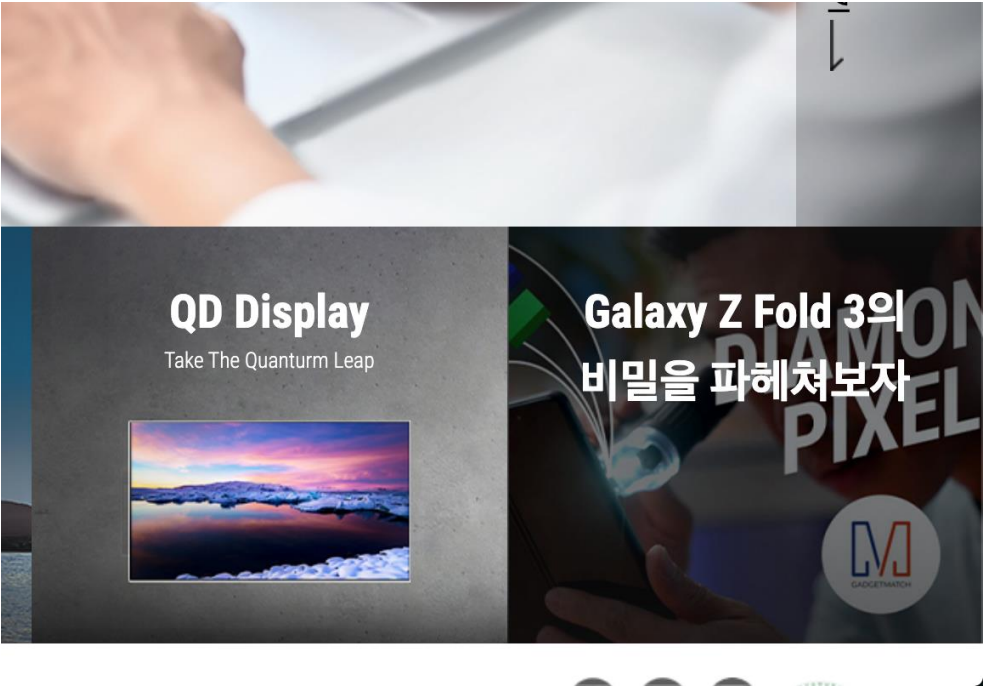 QD Display
Take The Quanturm Leap
Galaxy Z Fold 3의
비밀을 파헤쳐보자
DIAMON
PIXEL
GADGETMATCH